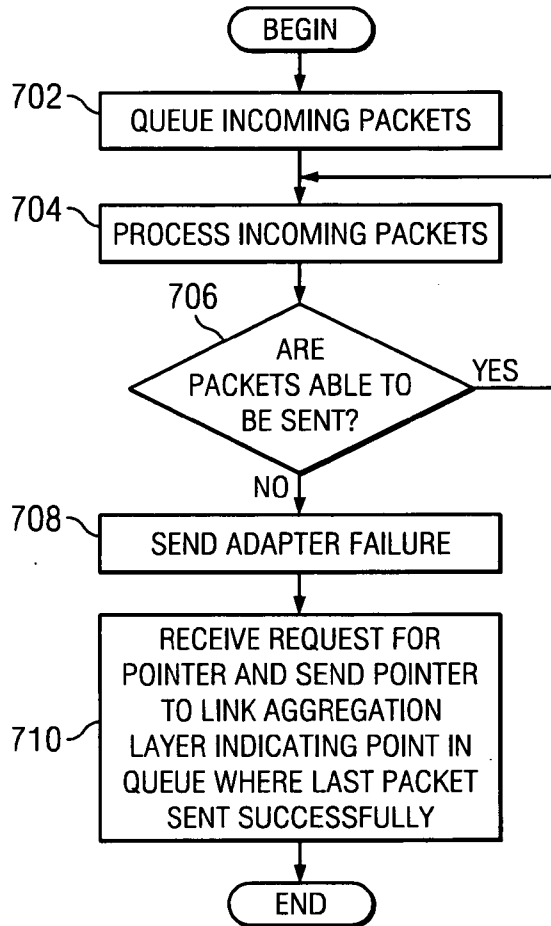 BEGIN
702
QUEUE INCOMING PACKETS
704
PROCESS INCOMING PACKETS
706
ARE
PACKETS ABLE TO
BE SENT?
YES
NO
708
SEND ADAPTER FAILURE
710
RECEIVE REQUEST FOR
POINTER AND SEND POINTER
TO LINK AGGREGATION
LAYER INDICATING POINT IN
QUEUE WHERE LAST PACKET
SENT SUCCESSFULLY
END